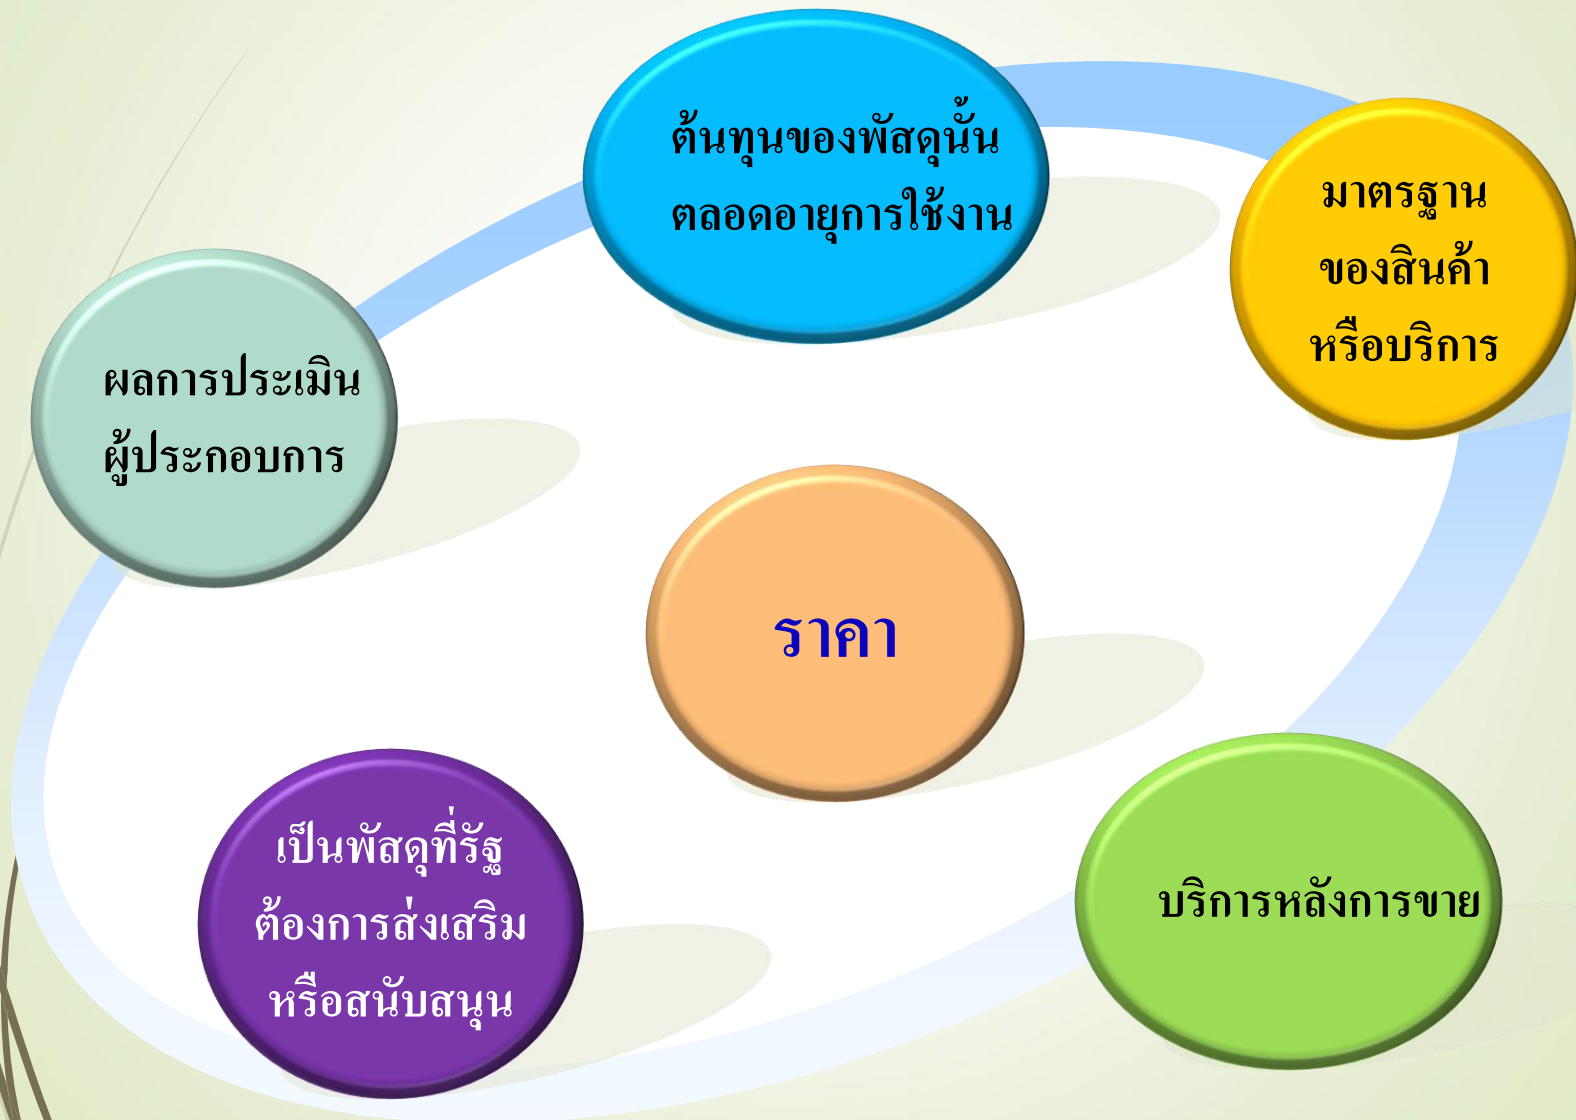 ต้นทุนของพัสดุนั้น
ตลอดอายุการใช้งาน
มาตรฐาน
ของสินค้า
หรือบริการ
ผลการประเมิน
ผู้ประกอบการ
ราคา
เป็นพัสดุที่รัฐ
ต้องการส่งเสริม
หรือสนับสนุน
บริการหลังการขาย